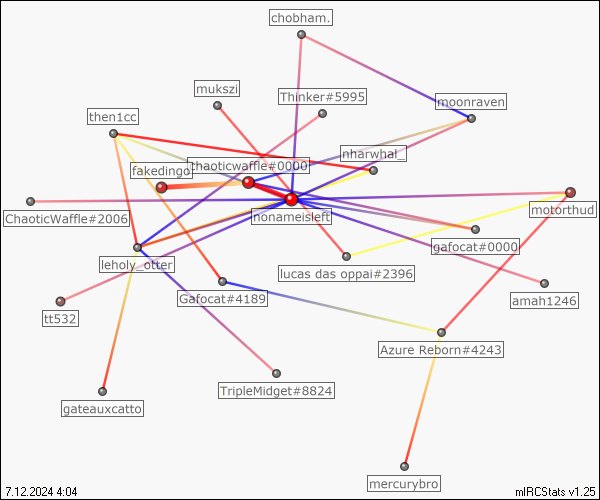 chobham.
mukszi
Thinker#5995
moonraven
then1cc
nharwhal_
chaoticwaffle#0000
fakedingo
ChaoticWaffle#2006
nonameisleft
motorthud
gafocat#0000
leholy_otter
lucas das oppai#2396
Gafocat#4189
amah1246
tt532
Azure Reborn#4243
TripleMidget#8824
gateauxcatto
mercurybro
7.12.2024 4:04
mIRCStats v1.25